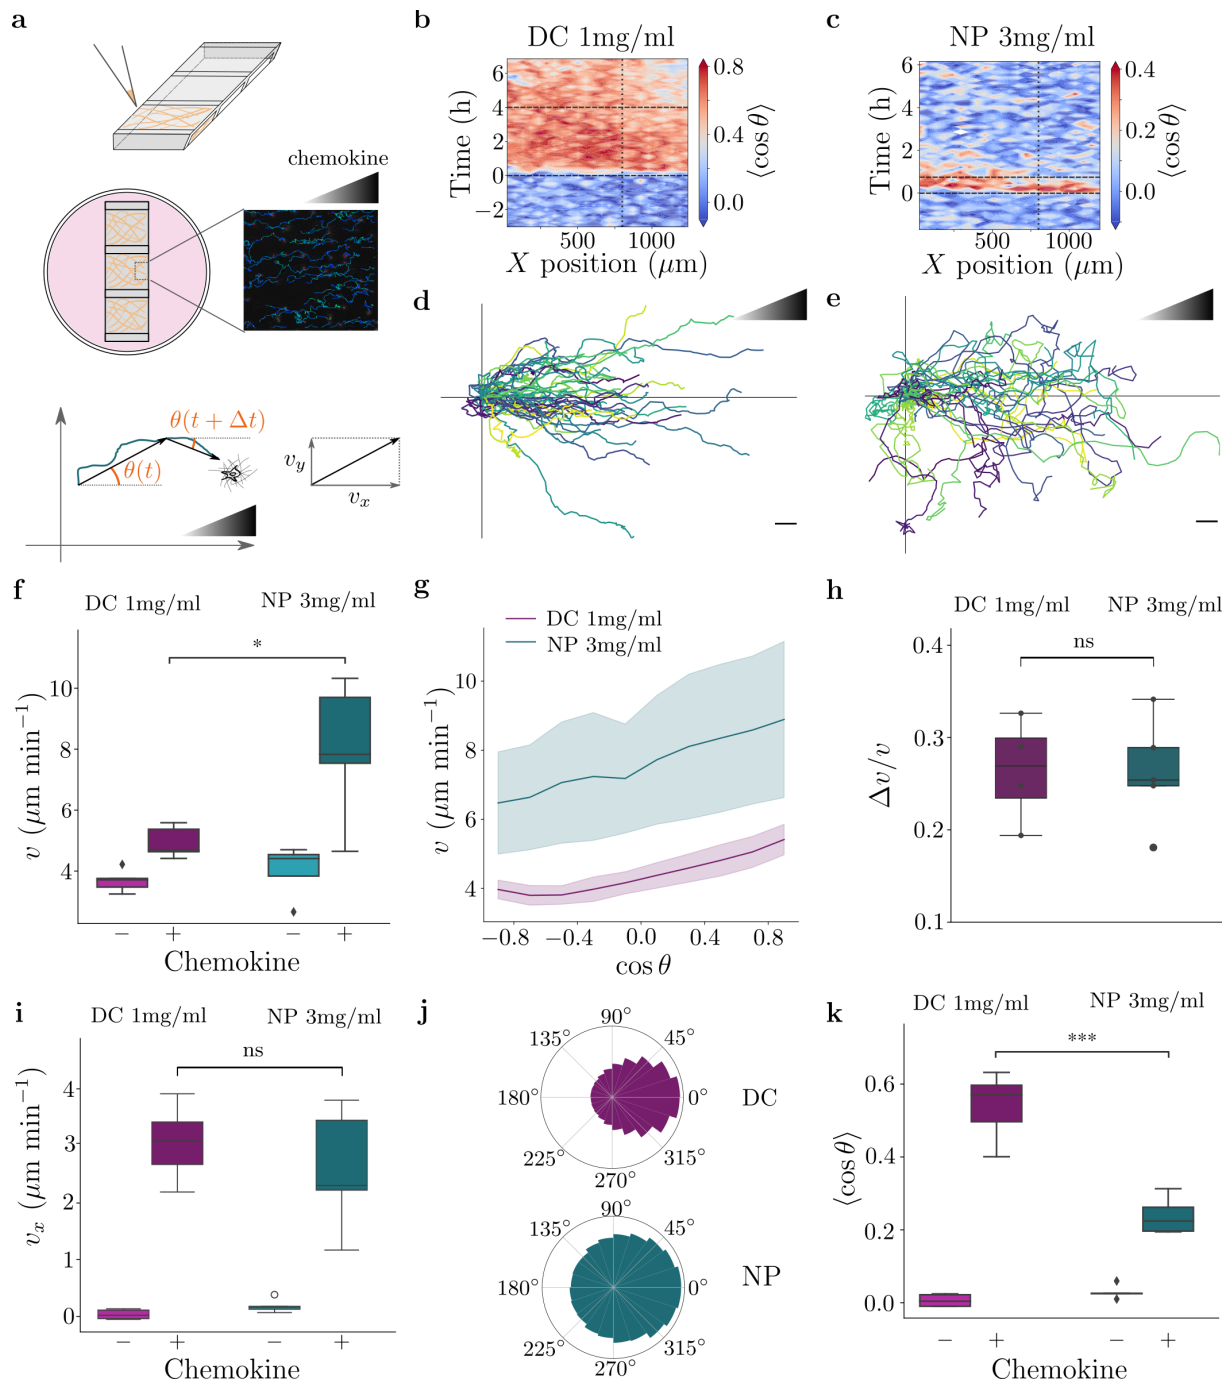 a
chemokine
θ(t + Δt)
θ(t)
v_y
v_x
b
DC 1mg/ml
Time (h)
6
4
2
0
−2
500 1000
X position (μm)
0.8
0.4
0.0
⟨cos θ⟩
c
NP 3mg/ml
Time (h)
6
4
2
0
500 1000
X position (μm)
0.4
0.2
0.0
⟨cos θ⟩
d
e
f
DC 1mg/ml NP 3mg/ml
*
v (μm min⁻¹)
10
8
6
4
− + − +
Chemokine
g
DC 1mg/ml
NP 3mg/ml
v (μm min⁻¹)
10
8
6
4
−0.8 −0.4 0.0 0.4 0.8
cos θ
h
DC 1mg/ml NP 3mg/ml
ns
Δv/v
0.4
0.3
0.2
0.1
i
DC 1mg/ml NP 3mg/ml
ns
v_x (μm min⁻¹)
4
3
2
1
0
− + − +
Chemokine
j
90°
135° 45°
180° 0°
225° 315°
270°
DC
90°
135° 45°
180° 0°
225° 315°
270°
NP
k
DC 1mg/ml NP 3mg/ml
***
⟨cos θ⟩
0.6
0.4
0.2
0.0
− + − +
Chemokine